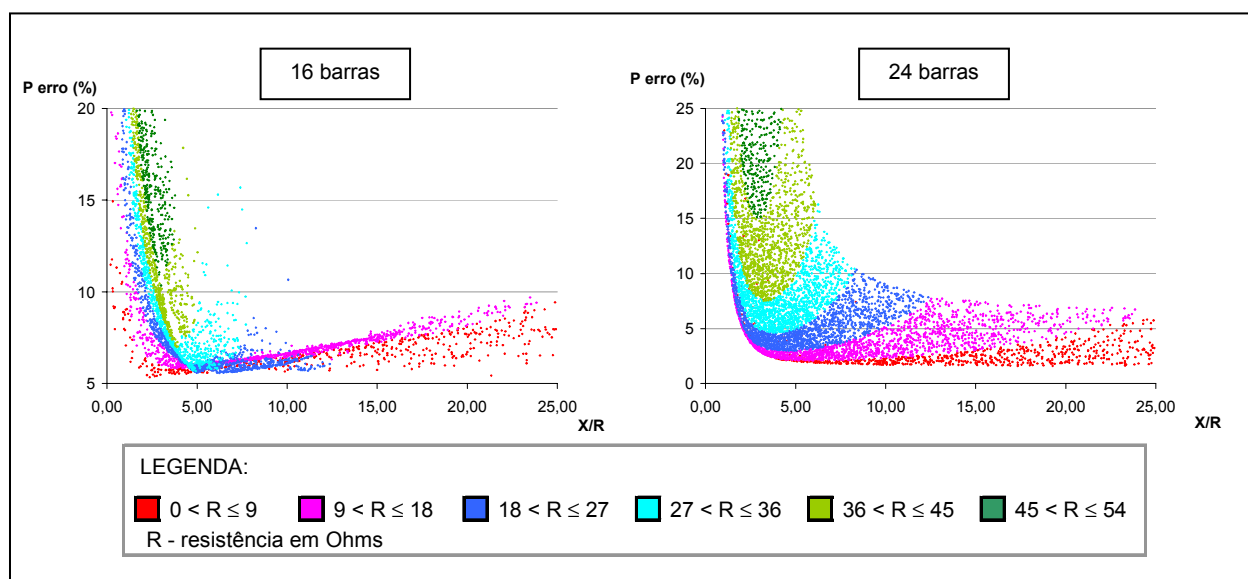 16 barras
P erro (%)
20
15
10
5
0,00 5,00 10,00 15,00 20,00 25,00
X/R
24 barras
P erro (%)
25
20
15
10
5
0
0,00 5,00 10,00 15,00 20,00 25,00
X/R
LEGENDA:
0 < R ≤ 9 9 < R ≤ 18 18 < R ≤ 27 27 < R ≤ 36 36 < R ≤ 45 45 < R ≤ 54
R - resistência em Ohms